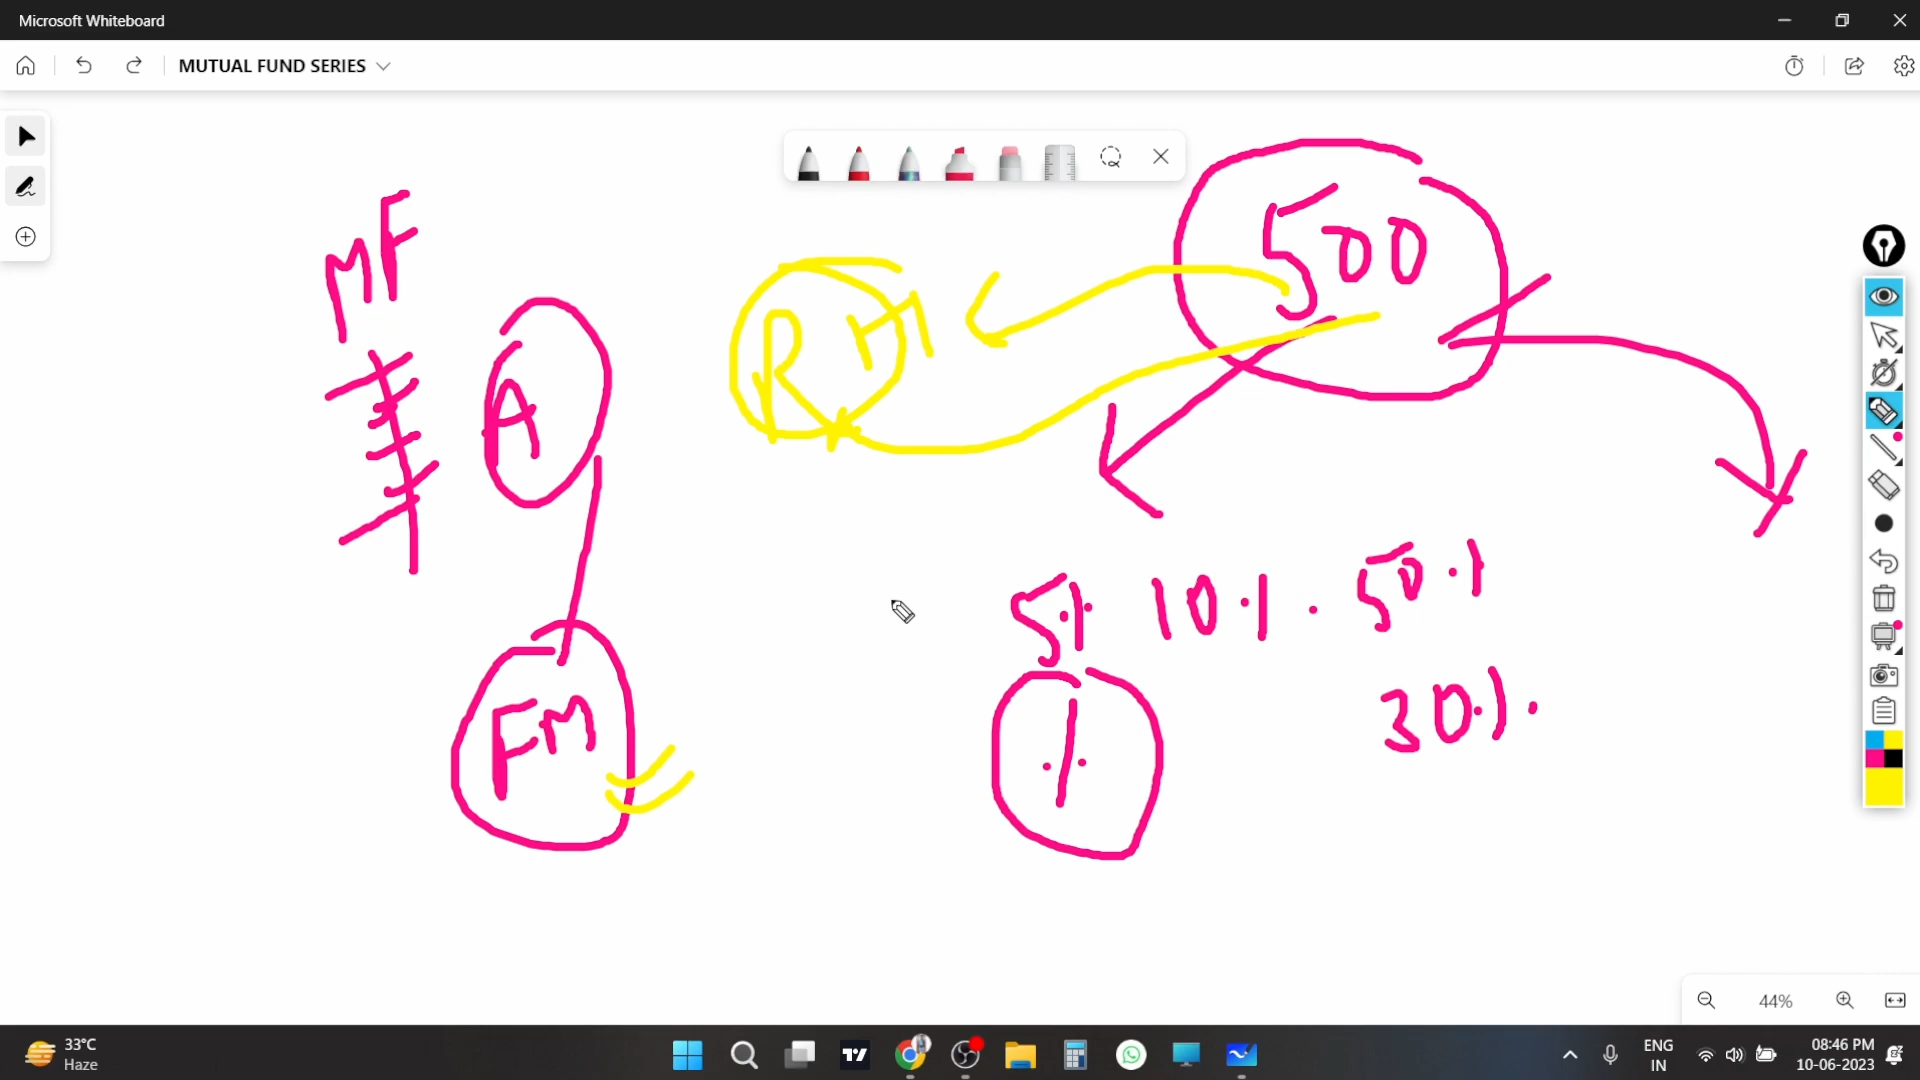 Microsoft Whiteboard
MUTUAL FUND SERIES
MF
500
RM
A
5% 10% . 50%
30%.
FM
%
44%
33°C
Haze
ENG
IN
08:46 PM
10-06-2023